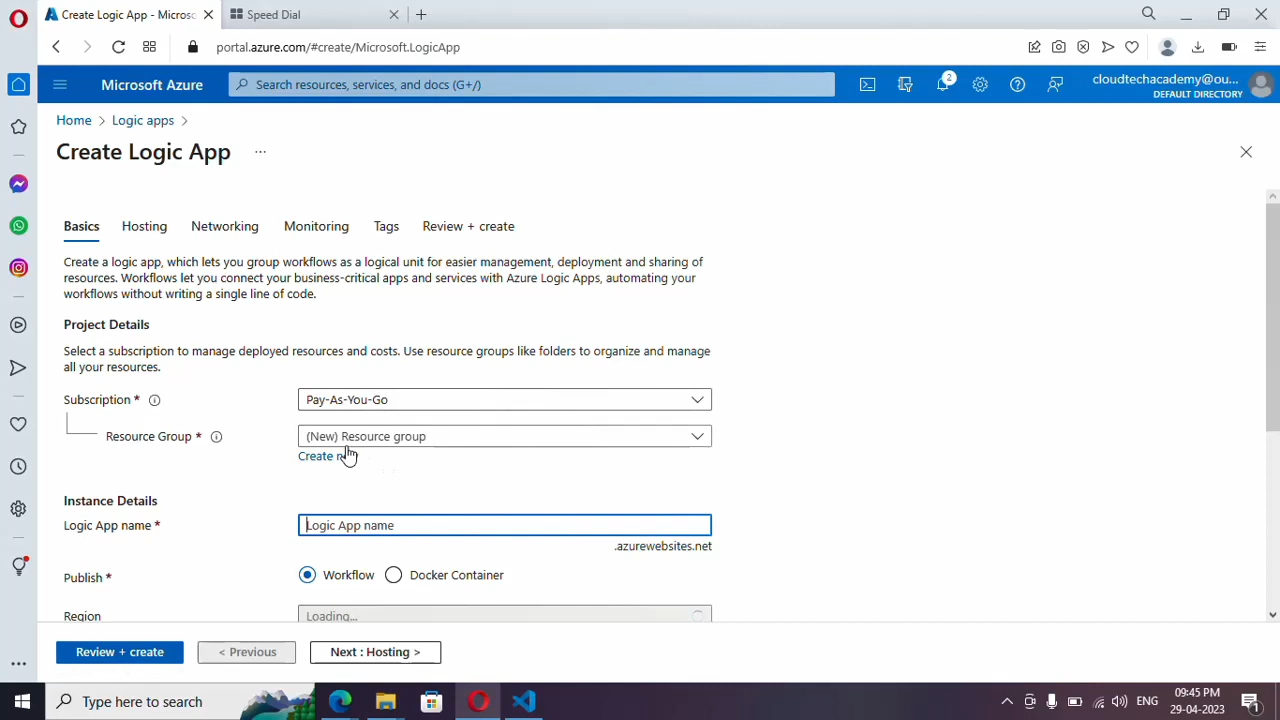 Create Logic App - Microsc
Speed Dial
portal.azure.com/#create/Microsoft.LogicApp
Microsoft Azure
Search resources, services, and docs (G+/)
2
cloudtechacademy@ou...
DEFAULT DIRECTORY
Home > Logic apps >
Create Logic App ...
Basics Hosting Networking Monitoring Tags Review + create
Create a logic app, which lets you group workflows as a logical unit for easier management, deployment and sharing of
resources. Workflows let you connect your business-critical apps and services with Azure Logic Apps, automating your
workflows without writing a single line of code.
Project Details
Select a subscription to manage deployed resources and costs. Use resource groups like folders to organize and manage
all your resources.
Subscription * Pay-As-You-Go
Resource Group * (New) Resource group
Create
Instance Details
Logic App name * Logic App name
.azurewebsites.net
Publish * Workflow Docker Container
Region Loading...
Review + create < Previous Next : Hosting >
Type here to search
ENG
09:45 PM
29-04-2023
1